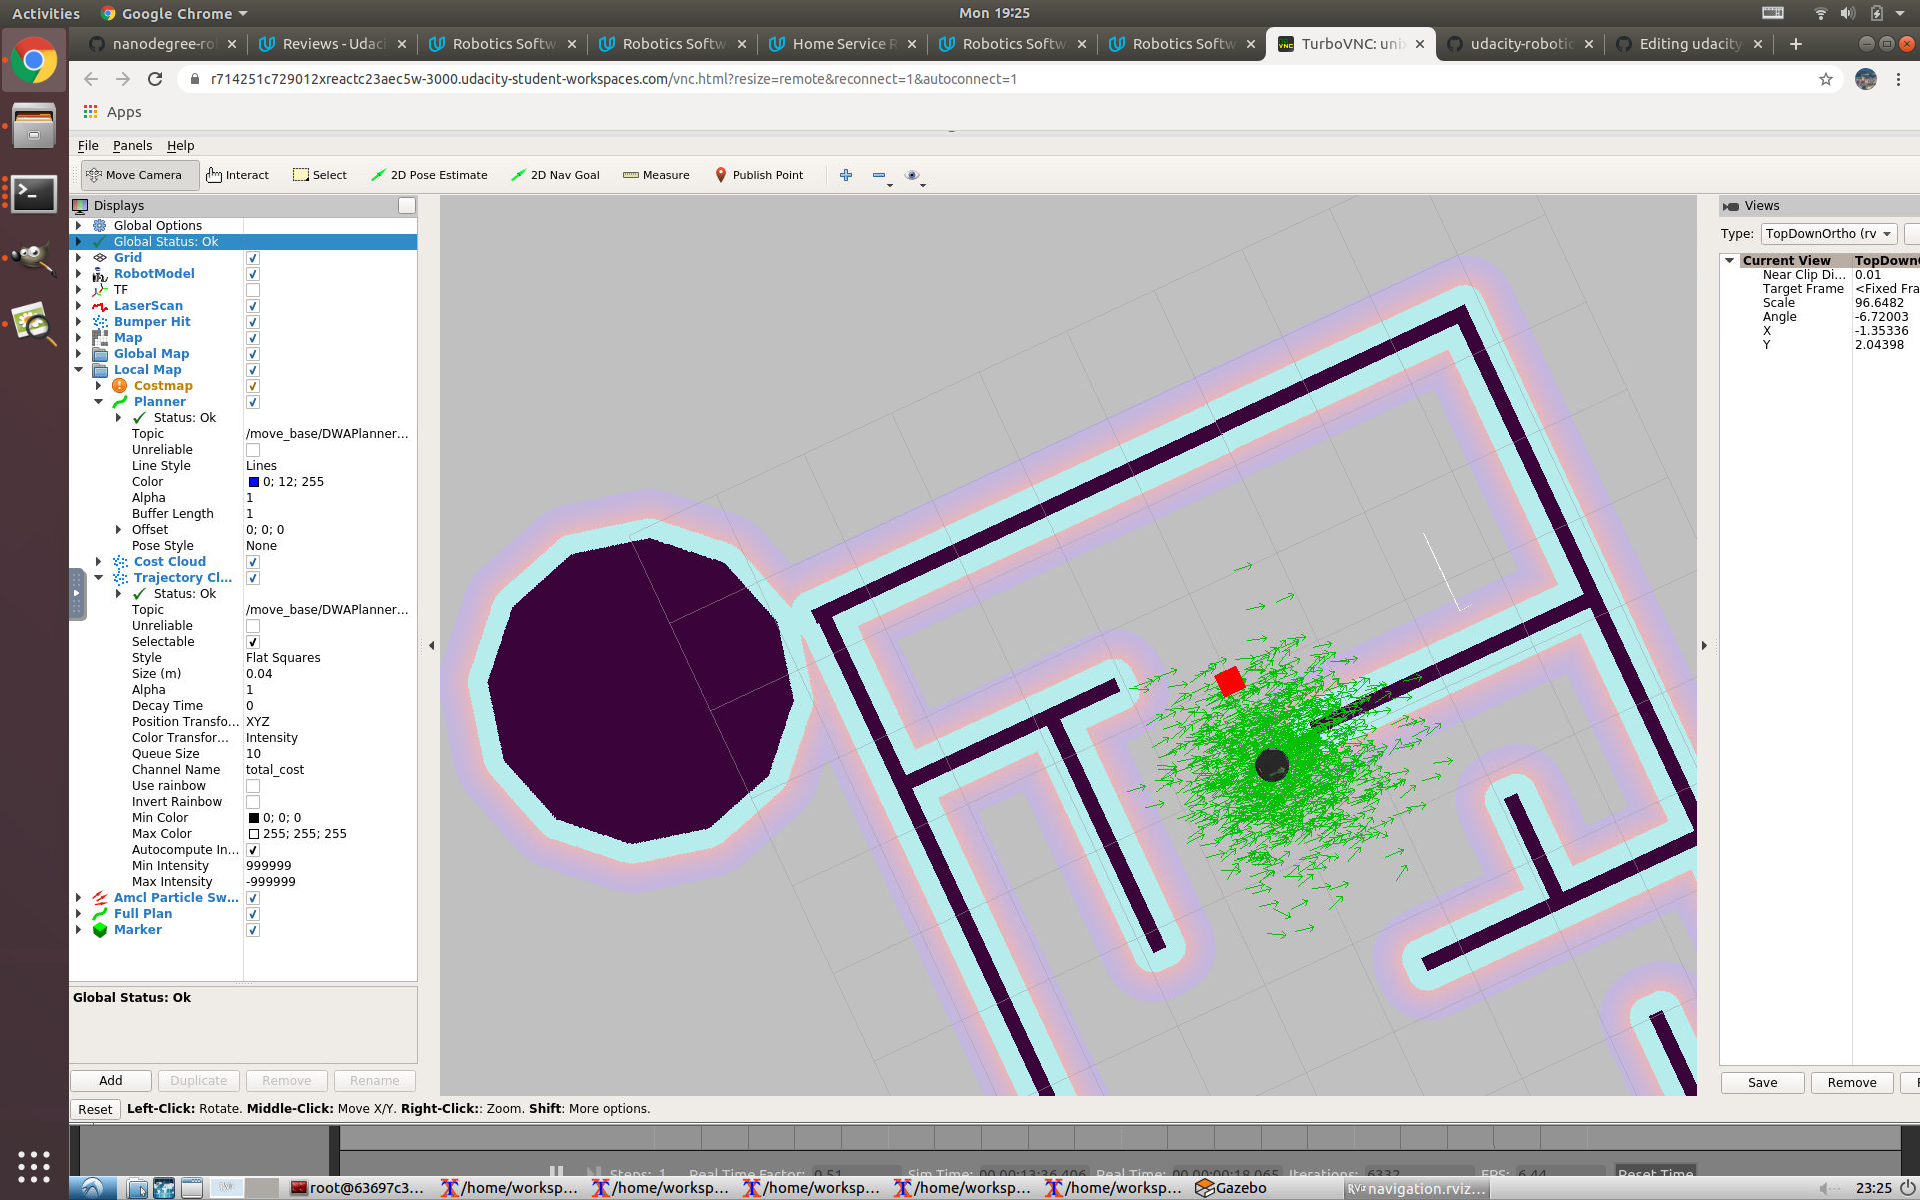 Activities Google Chrome Mon 19:25
nanodegree-ro Reviews - Udaci Robotics Softw Robotics Softw Home Service R Robotics Softw Robotics Softw TurboVNC: unix udacity-robotic Editing udacity
r714251c729012xreactc23aec5w-3000.udacity-student-workspaces.com/vnc.html?resize=remote&reconnect=1&autoconnect=1
Apps
File Panels Help
Move Camera Interact Select 2D Pose Estimate 2D Nav Goal Measure Publish Point
Displays
Global Options
Global Status: Ok
Grid
RobotModel
TF
LaserScan
Bumper Hit
Map
Global Map
Local Map
Costmap
Planner
Status: Ok
Topic /move_base/DWAPlanner...
Unreliable
Line Style Lines
Color 0; 12; 255
Alpha 1
Buffer Length 1
Offset 0; 0; 0
Pose Style None
Cost Cloud
Trajectory Cl...
Status: Ok
Topic /move_base/DWAPlanner...
Unreliable
Selectable
Style Flat Squares
Size (m) 0.04
Alpha 1
Decay Time 0
Position Transfo... XYZ
Color Transfor... Intensity
Queue Size 10
Channel Name total_cost
Use rainbow
Invert Rainbow
Min Color 0; 0; 0
Max Color 255; 255; 255
Autocompute In...
Min Intensity 999999
Max Intensity -999999
Amcl Particle Sw...
Full Plan
Marker
Global Status: Ok
Add Duplicate Remove Rename
Views
Type: TopDownOrtho (rv
Current View TopDown
Near Clip Di... 0.01
Target Frame <Fixed Fra
Scale 96.6482
Angle -6.72003
X -1.35336
Y 2.04398
Save Remove
Reset Left-Click: Rotate. Middle-Click: Move X/Y. Right-Click:: Zoom. Shift: More options.
Steps: 1 Real Time Factor: 0.51 Sim Time: 00 00:13:36.406 Real Time: 00 00:00:18.065 Iterations: 6332 FPS: 6.44 Reset Time
root@63697c3... /home/worksp... /home/worksp... /home/worksp... /home/worksp... /home/worksp... Gazebo navigation.rviz... 23:25